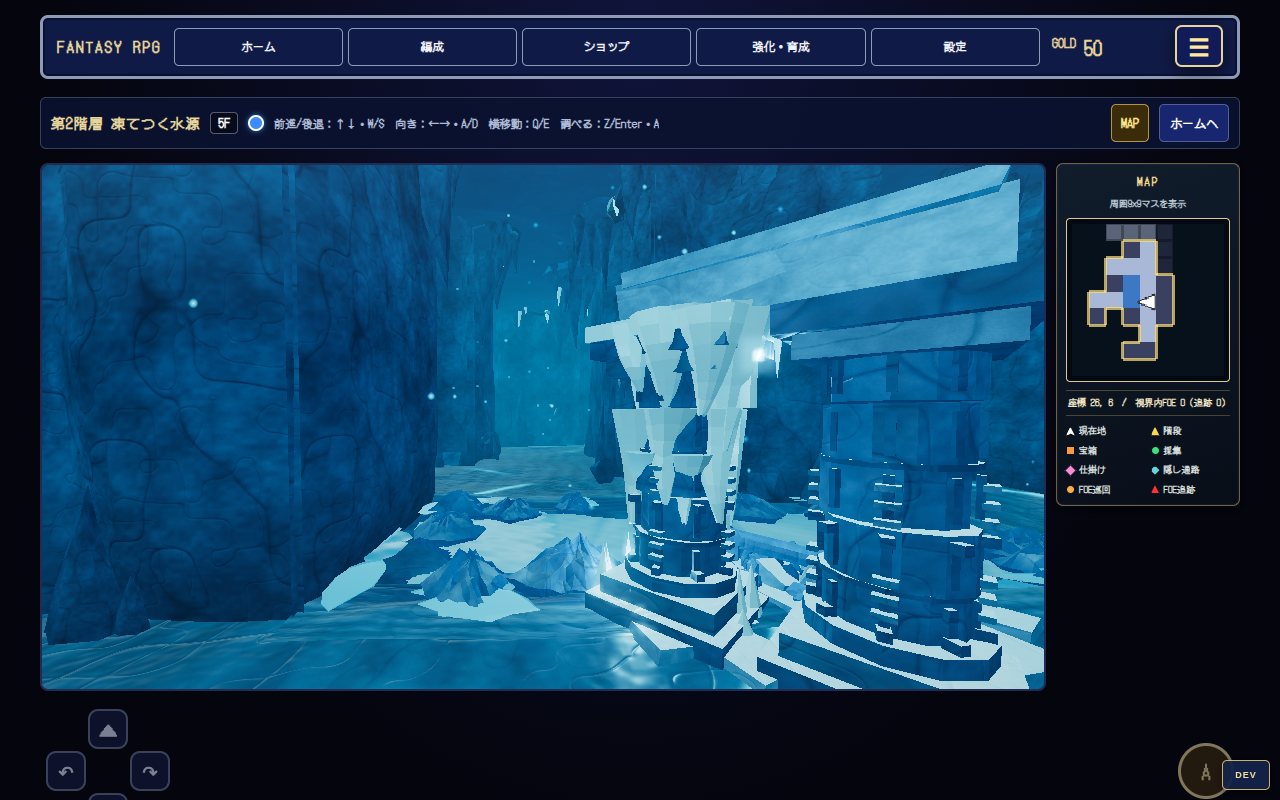 FANTASY RPG
ホーム
編成
ショップ
強化・育成
設定
GOLD 50
第2階層 凍てつく水源
5F
前進/後退：↑↓・W/S 向き：←→・A/D 横移動：Q/E 調べる：Z/Enter・A
MAP
ホームへ
MAP
周囲9x9マスを表示
座標 26, 6 / 視界内FOE 0 (追跡 0)
現在地
階段
宝箱
採集
仕掛け
隠し通路
FOE巡回
FOE追跡
A
DEV